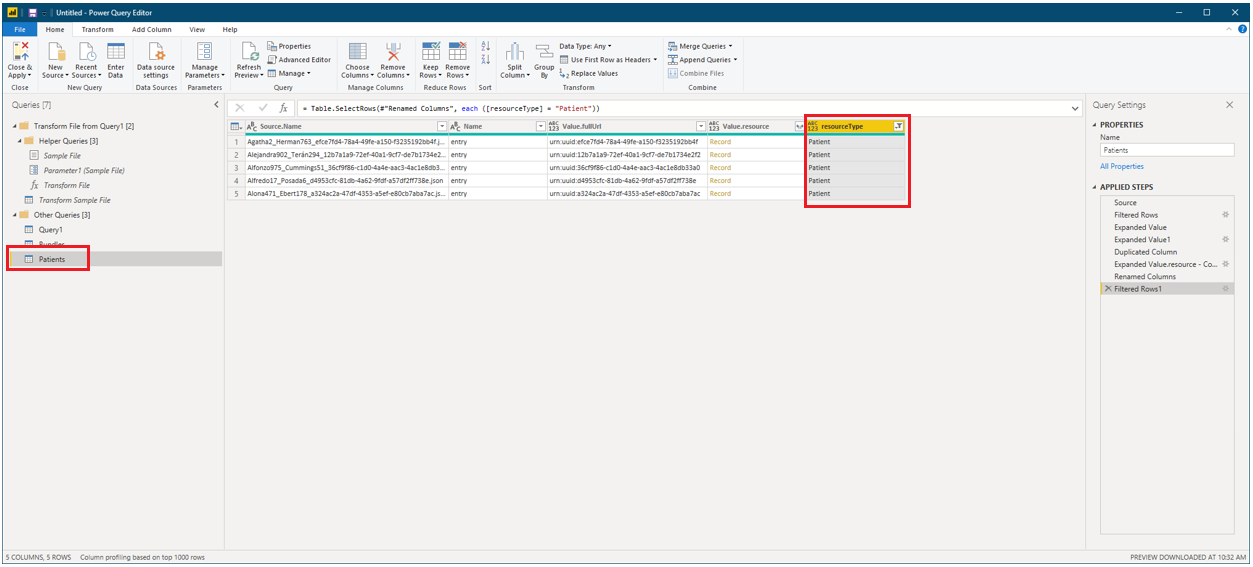 Untitled - Power Query Editor
File Home Transform Add Column View Help
Close & Apply
New Source
Recent Sources
Enter Data
Data source settings
Manage Parameters
Refresh Preview
Properties
Advanced Editor
Manage
Choose Columns
Remove Columns
Keep Rows
Remove Rows
Split Column
Group By
Data Type: Any
Use First Row as Headers
Replace Values
Merge Queries
Append Queries
Combine Files
Close New Query Data Sources Parameters Query Manage Columns Reduce Rows Sort Transform Combine
Queries [7]
Transform File from Query1 [2]
Helper Queries [3]
Sample File
Parameter1 (Sample File)
fx Transform File
Transform Sample File
Other Queries [3]
Query1
Bundles
Patients
fx = Table.SelectRows(#"Renamed Columns", each ([resourceType] = "Patient"))
Source.Name Name Value.fullUrl Value.resource resourceType
1 Agatha2_Herman763_efce7fd4-78a4-49fe-a150-f3235192bb4f.j... entry urn:uuid:efce7fd4-78a4-49fe-a150-f3235192bb4f Record Patient
2 Alejandra902_Terán294_12b7a1a9-72ef-40a1-9cf7-de7b1734e2... entry urn:uuid:12b7a1a9-72ef-40a1-9cf7-de7b1734e2f2 Record Patient
3 Alfonzo975_Cummings51_36cf9f86-c4d0-4a4e-aac3-4ac1e8db3... entry urn:uuid:36cf9f86-c4d0-4a4e-aac3-4ac1e8db33a0 Record Patient
4 Alfredo17_Posada6_d4953cfc-81db-4a62-9fdf-a57df2ff738e.json entry urn:uuid:d4953cfc-81db-4a62-9fdf-a57df2ff738e Record Patient
5 Alona471_Ebert178_a324ac2a-47df-4353-a5ef-e80cb7aba7ac.js... entry urn:uuid:a324ac2a-47df-4353-a5ef-e80cb7aba7ac Record Patient
Query Settings
PROPERTIES
Name
Patients
All Properties
APPLIED STEPS
Source
Filtered Rows
Expanded Value
Expanded Value1
Duplicated Column
Expanded Value.resource - Co...
Renamed Columns
Filtered Rows1
5 COLUMNS, 5 ROWS Column profiling based on top 1000 rows
PREVIEW DOWNLOADED AT 10:32 AM